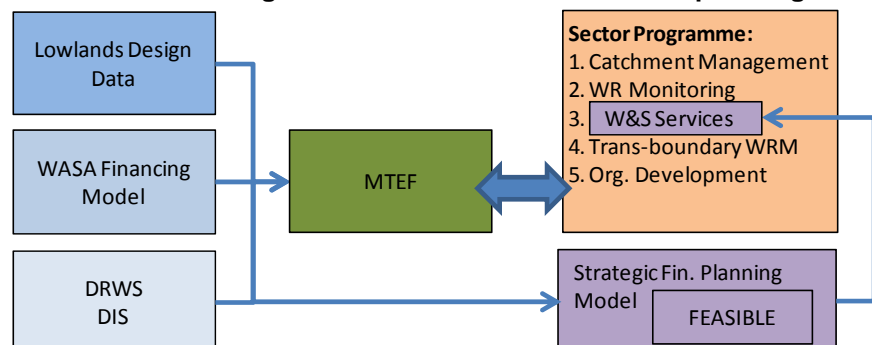 Lowlands Design
Data
WASA Financing
Model
DRWS
DIS
MTEF
Sector Programme:
1. Catchment Management
2. WR Monitoring
3. W&S Services
4. Trans-boundary WRM
5. Org. Development
Strategic Fin. Planning
Model
FEASIBLE